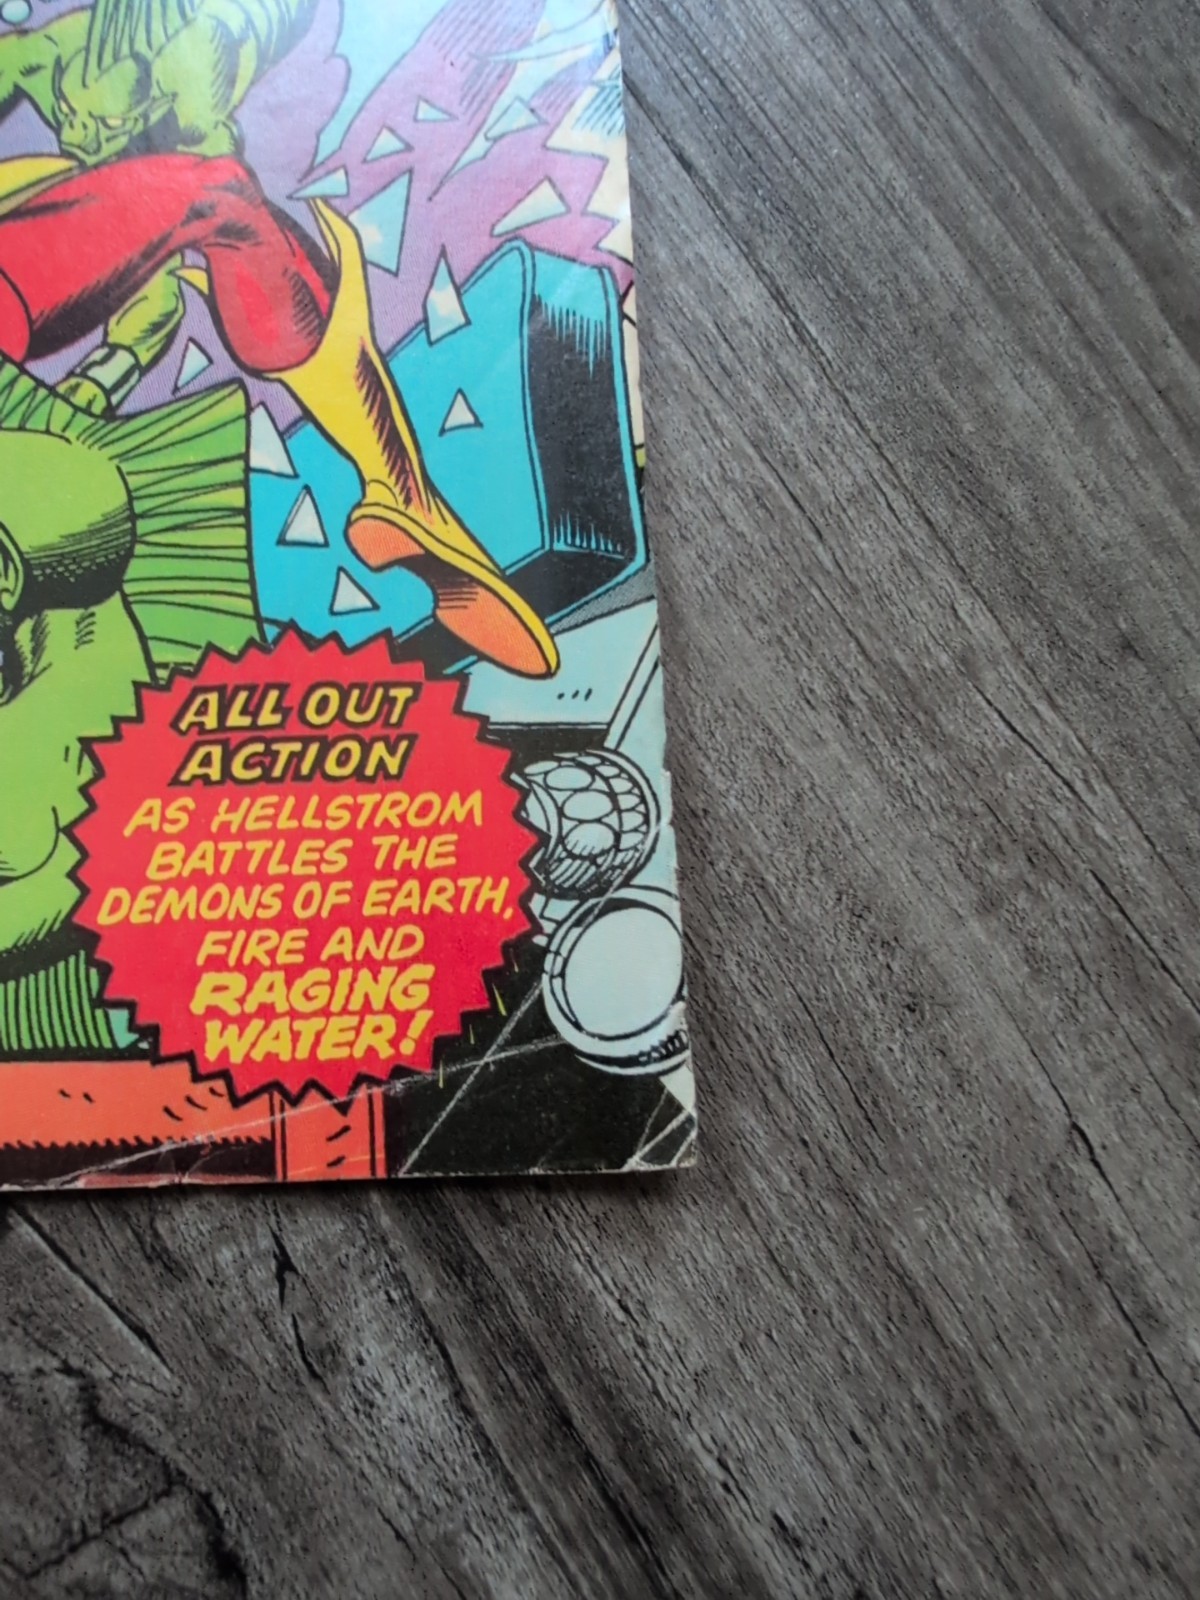 ALL OUT
ACTION
AS HELLSTROM
BATTLES THE
DEMONS OF EARTH,
FIRE AND
RAGING
WATER!